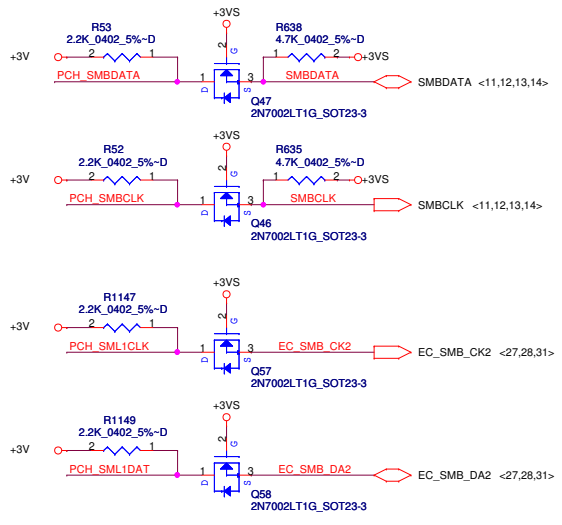 +3VS
R53
2.2K_0402_5%~D
R638
4.7K_0402_5%~D
+3V
2
1
2
G
1
2
+3VS
PCH_SMBDATA
1
D
3
S
SMBDATA
SMBDATA <11,12,13,14>
Q47
2N7002LT1G_SOT23-3
+3VS
R52
2.2K_0402_5%~D
R635
4.7K_0402_5%~D
+3V
2
1
2
G
1
2
+3VS
PCH_SMBCLK
1
D
3
S
SMBCLK
SMBCLK <11,12,13,14>
Q46
2N7002LT1G_SOT23-3
+3VS
R1147
2.2K_0402_5%~D
+3V
2
1
2
G
PCH_SML1CLK
1
D
3
S
EC_SMB_CK2
EC_SMB_CK2 <27,28,31>
Q57
2N7002LT1G_SOT23-3
+3VS
R1149
2.2K_0402_5%~D
+3V
2
1
2
G
PCH_SML1DAT
1
D
3
S
EC_SMB_DA2
EC_SMB_DA2 <27,28,31>
Q58
2N7002LT1G_SOT23-3